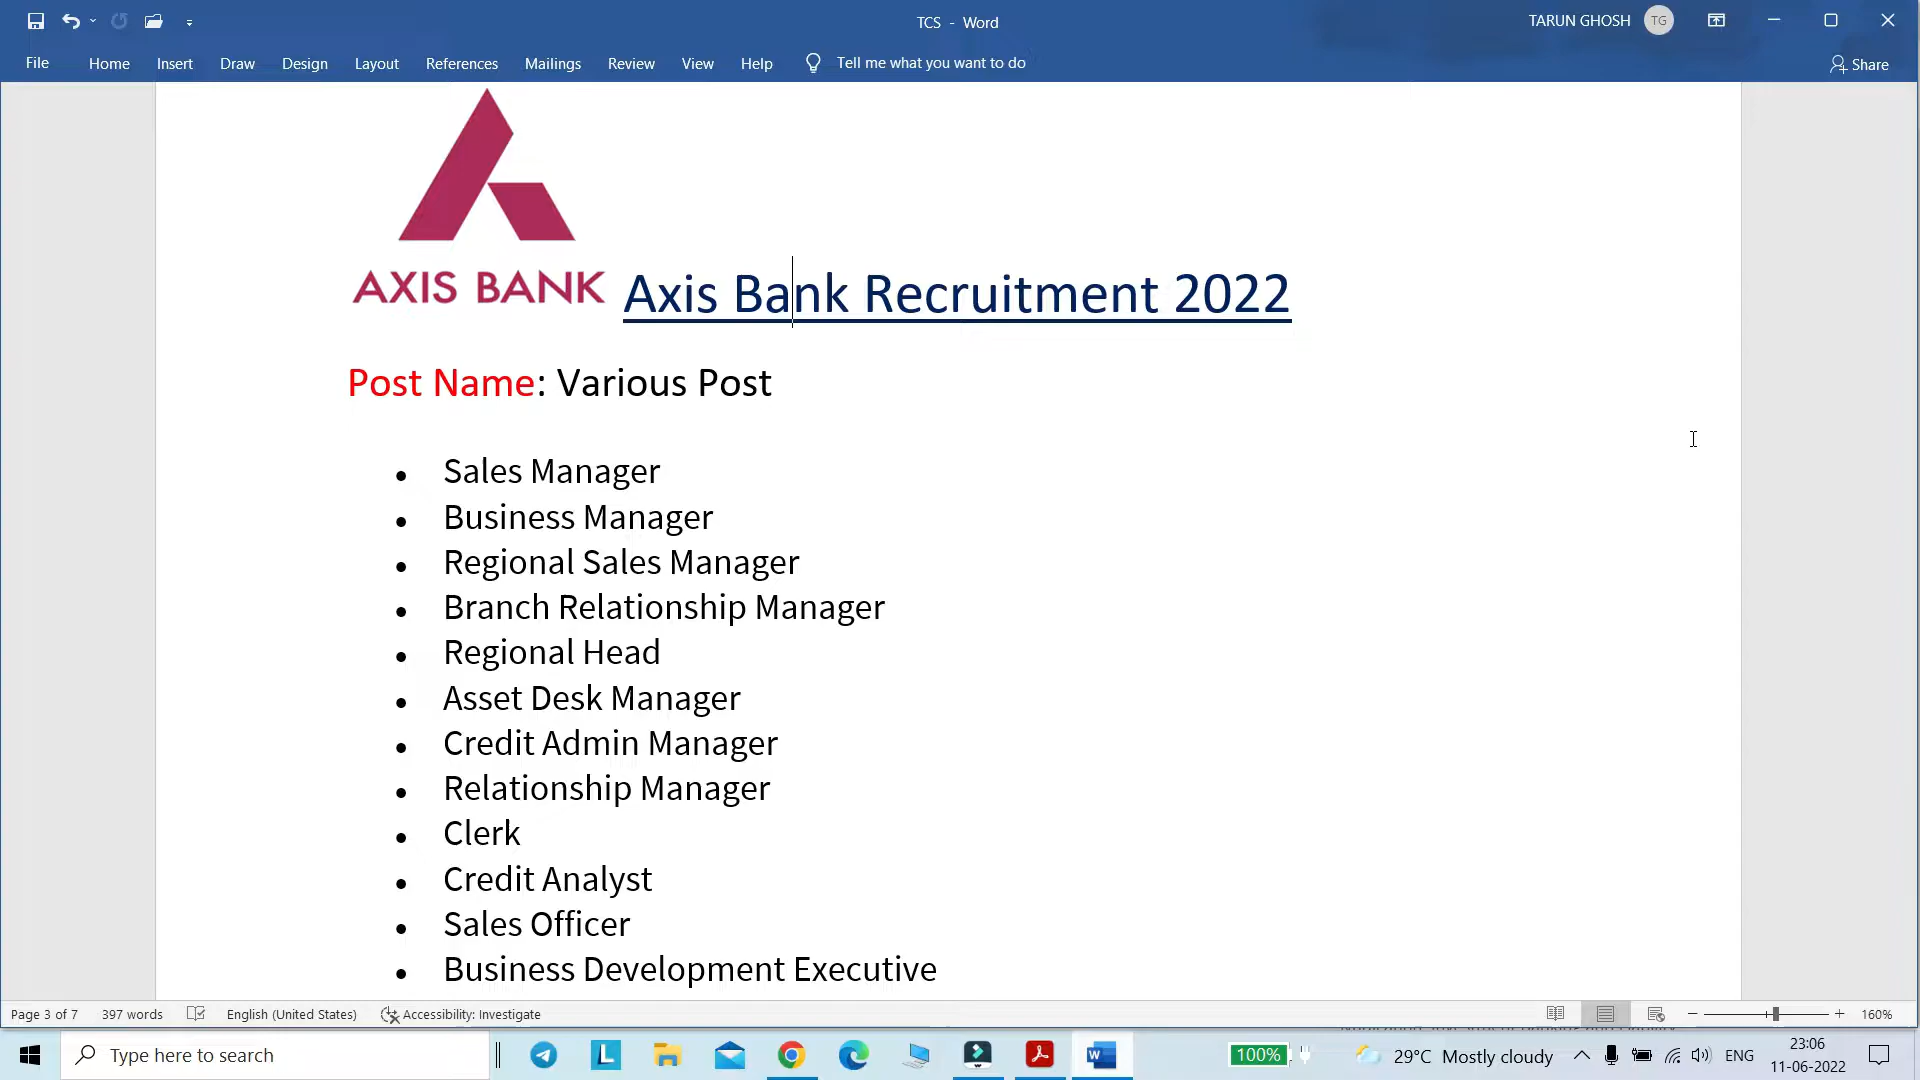 TCS - Word
TARUN GHOSH TG
File Home Insert Draw Design Layout References Mailings Review View Help Tell me what you want to do Share
AXIS BANK Axis Bank Recruitment 2022
Post Name: Various Post
• Sales Manager
• Business Manager
• Regional Sales Manager
• Branch Relationship Manager
• Regional Head
• Asset Desk Manager
• Credit Admin Manager
• Relationship Manager
• Clerk
• Credit Analyst
• Sales Officer
• Business Development Executive
Page 3 of 7 397 words English (United States) Accessibility: Investigate 160%
Type here to search L 100% 29°C Mostly cloudy ENG 23:06
11-06-2022